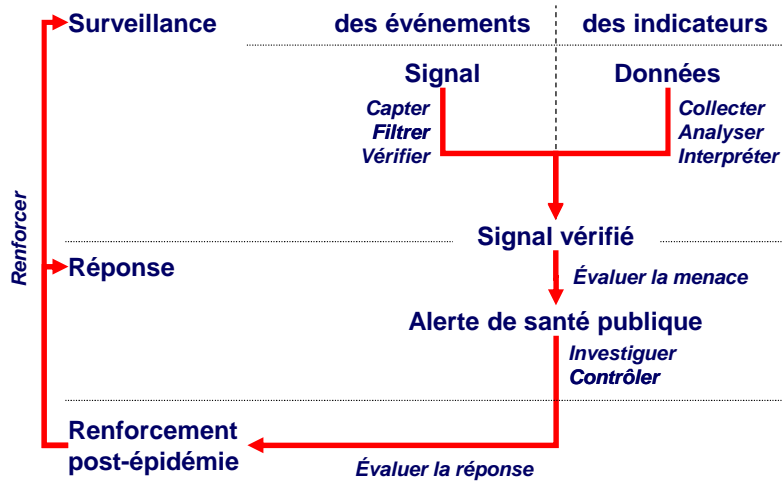 Surveillance
des événements
des indicateurs
Signal
Données
Capter
Filtrer
Vérifier
Collecter
Analyser
Interpréter
Renforcer
Signal vérifié
Réponse
Évaluer la menace
Alerte de santé publique
Investiguer
Contrôler
Renforcement
post-épidémie
Évaluer la réponse